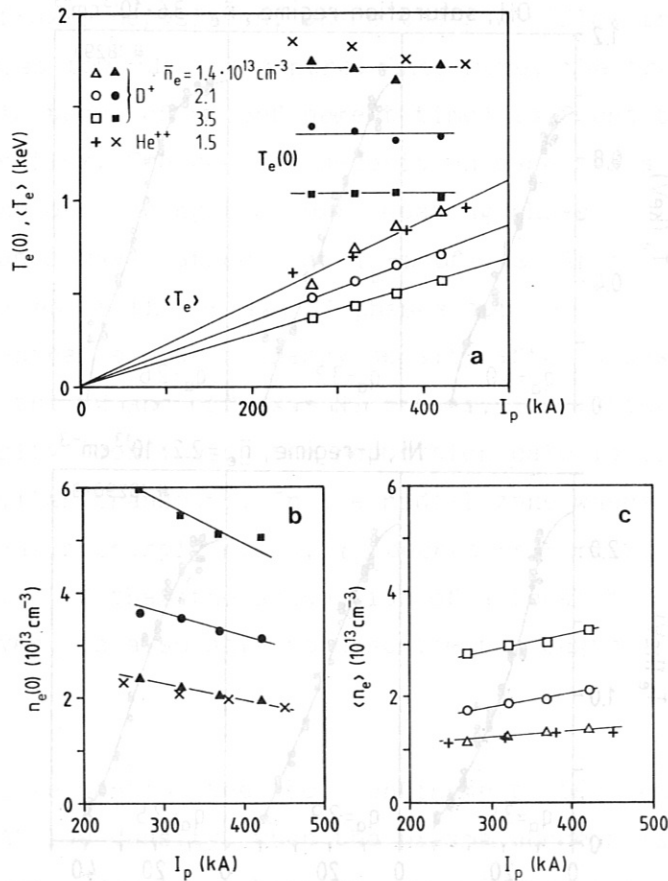 2
n̅e = 1.4·10¹³cm⁻³
D⁺ 2.1
3.5
He⁺⁺ 1.5
Te(0)
Te(0), ⟨Te⟩ (keV)
1
⟨Te⟩
a
0
0 200 400 Ip (kA)
6
b
4
ne(0) (10¹³cm⁻³)
2
0
200 300 400 500
Ip (kA)
6
c
4
⟨ne⟩ (10¹³cm⁻³)
2
0
200 300 400 500
Ip (kA)